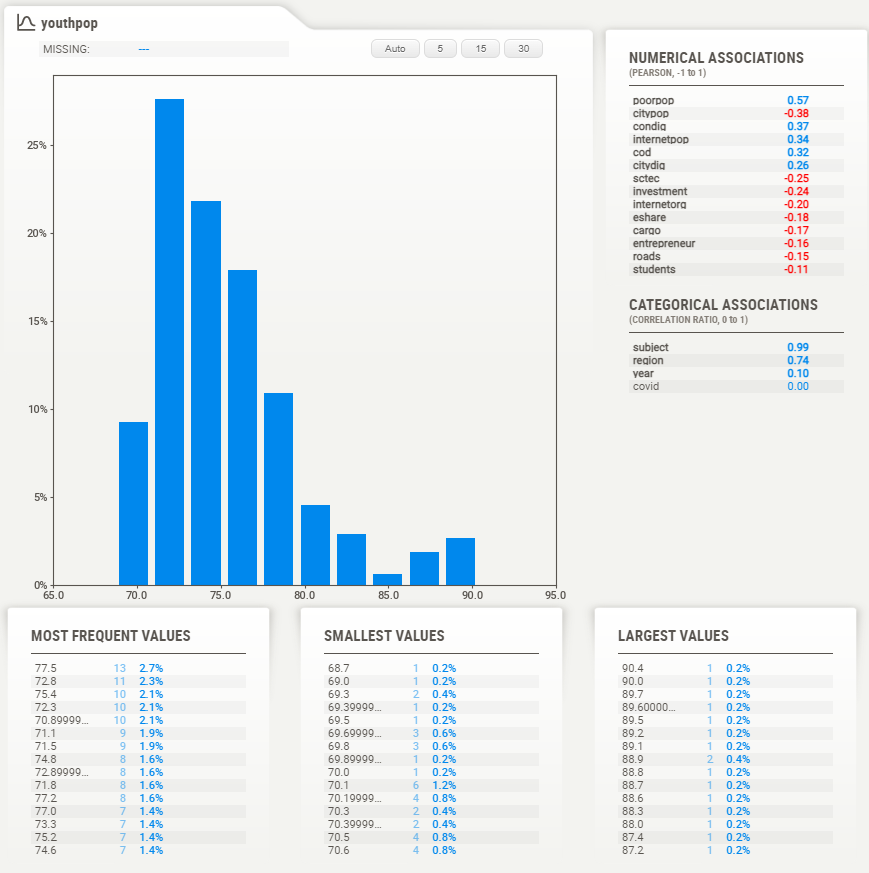 youthpop
MISSING: ---
Auto 5 15 30
25%
20%
15%
10%
5%
0%
65.0 70.0 75.0 80.0 85.0 90.0 95.0
NUMERICAL ASSOCIATIONS
(PEARSON, -1 to 1)
poorpop 0.57
citypop -0.38
condig 0.37
internetpop 0.34
cod 0.32
citydig 0.26
sctec -0.25
investment -0.24
internetorg -0.20
eshare -0.18
cargo -0.17
entrepreneur -0.16
roads -0.15
students -0.11
CATEGORICAL ASSOCIATIONS
(CORRELATION RATIO, 0 to 1)
subject 0.99
region 0.74
year 0.10
covid 0.00
MOST FREQUENT VALUES
77.5 13 2.7%
72.8 11 2.3%
75.4 10 2.1%
72.3 10 2.1%
70.89999... 10 2.1%
71.1 9 1.9%
71.5 9 1.9%
74.8 8 1.6%
72.89999... 8 1.6%
71.8 8 1.6%
77.2 8 1.6%
77.0 7 1.4%
73.3 7 1.4%
75.2 7 1.4%
74.6 7 1.4%
SMALLEST VALUES
68.7 1 0.2%
69.0 1 0.2%
69.3 2 0.4%
69.39999... 1 0.2%
69.5 1 0.2%
69.69999... 3 0.6%
69.8 3 0.6%
69.89999... 1 0.2%
70.0 1 0.2%
70.1 6 1.2%
70.19999... 4 0.8%
70.3 2 0.4%
70.39999... 2 0.4%
70.5 4 0.8%
70.6 4 0.8%
LARGEST VALUES
90.4 1 0.2%
90.0 1 0.2%
89.7 1 0.2%
89.60000... 1 0.2%
89.5 1 0.2%
89.2 1 0.2%
89.1 1 0.2%
88.9 2 0.4%
88.8 1 0.2%
88.7 1 0.2%
88.6 1 0.2%
88.3 1 0.2%
88.0 1 0.2%
87.4 1 0.2%
87.2 1 0.2%